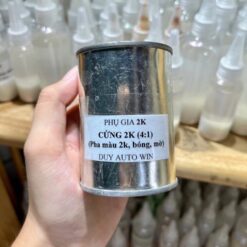 PHỤ GIA 2K
CỨNG 2K (4:1)
(Pha màu 2k, bóng, mờ)
DUY AUTO WIN